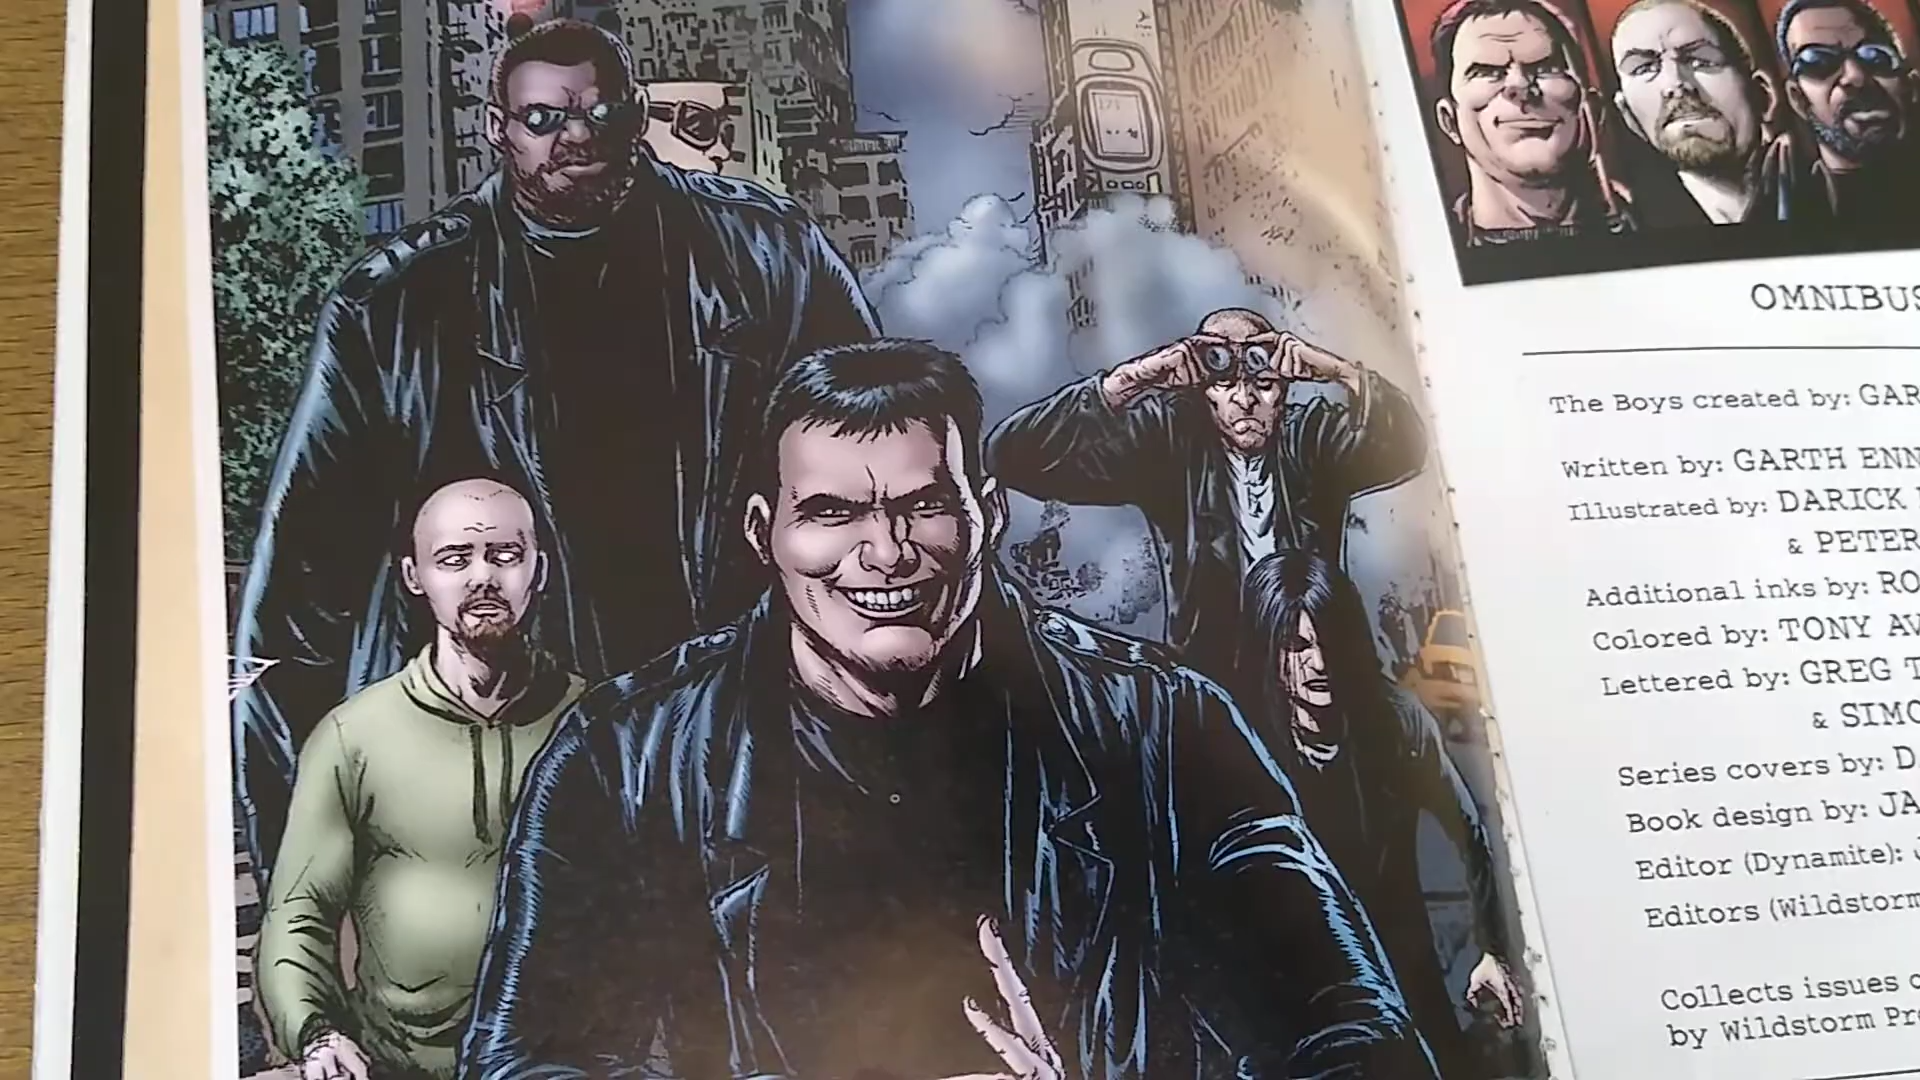 OMNIBUS
The Boys created by: GAR
Written by: GARTH ENN
Illustrated by: DARICK
& PETER
Additional inks by: RO
Colored by: TONY AV
Lettered by: GREG T
& SIMO
Series covers by: D
Book design by: JA
Editor (Dynamite):
Editors (Wildstorm
Collects issues
by Wildstorm Pr